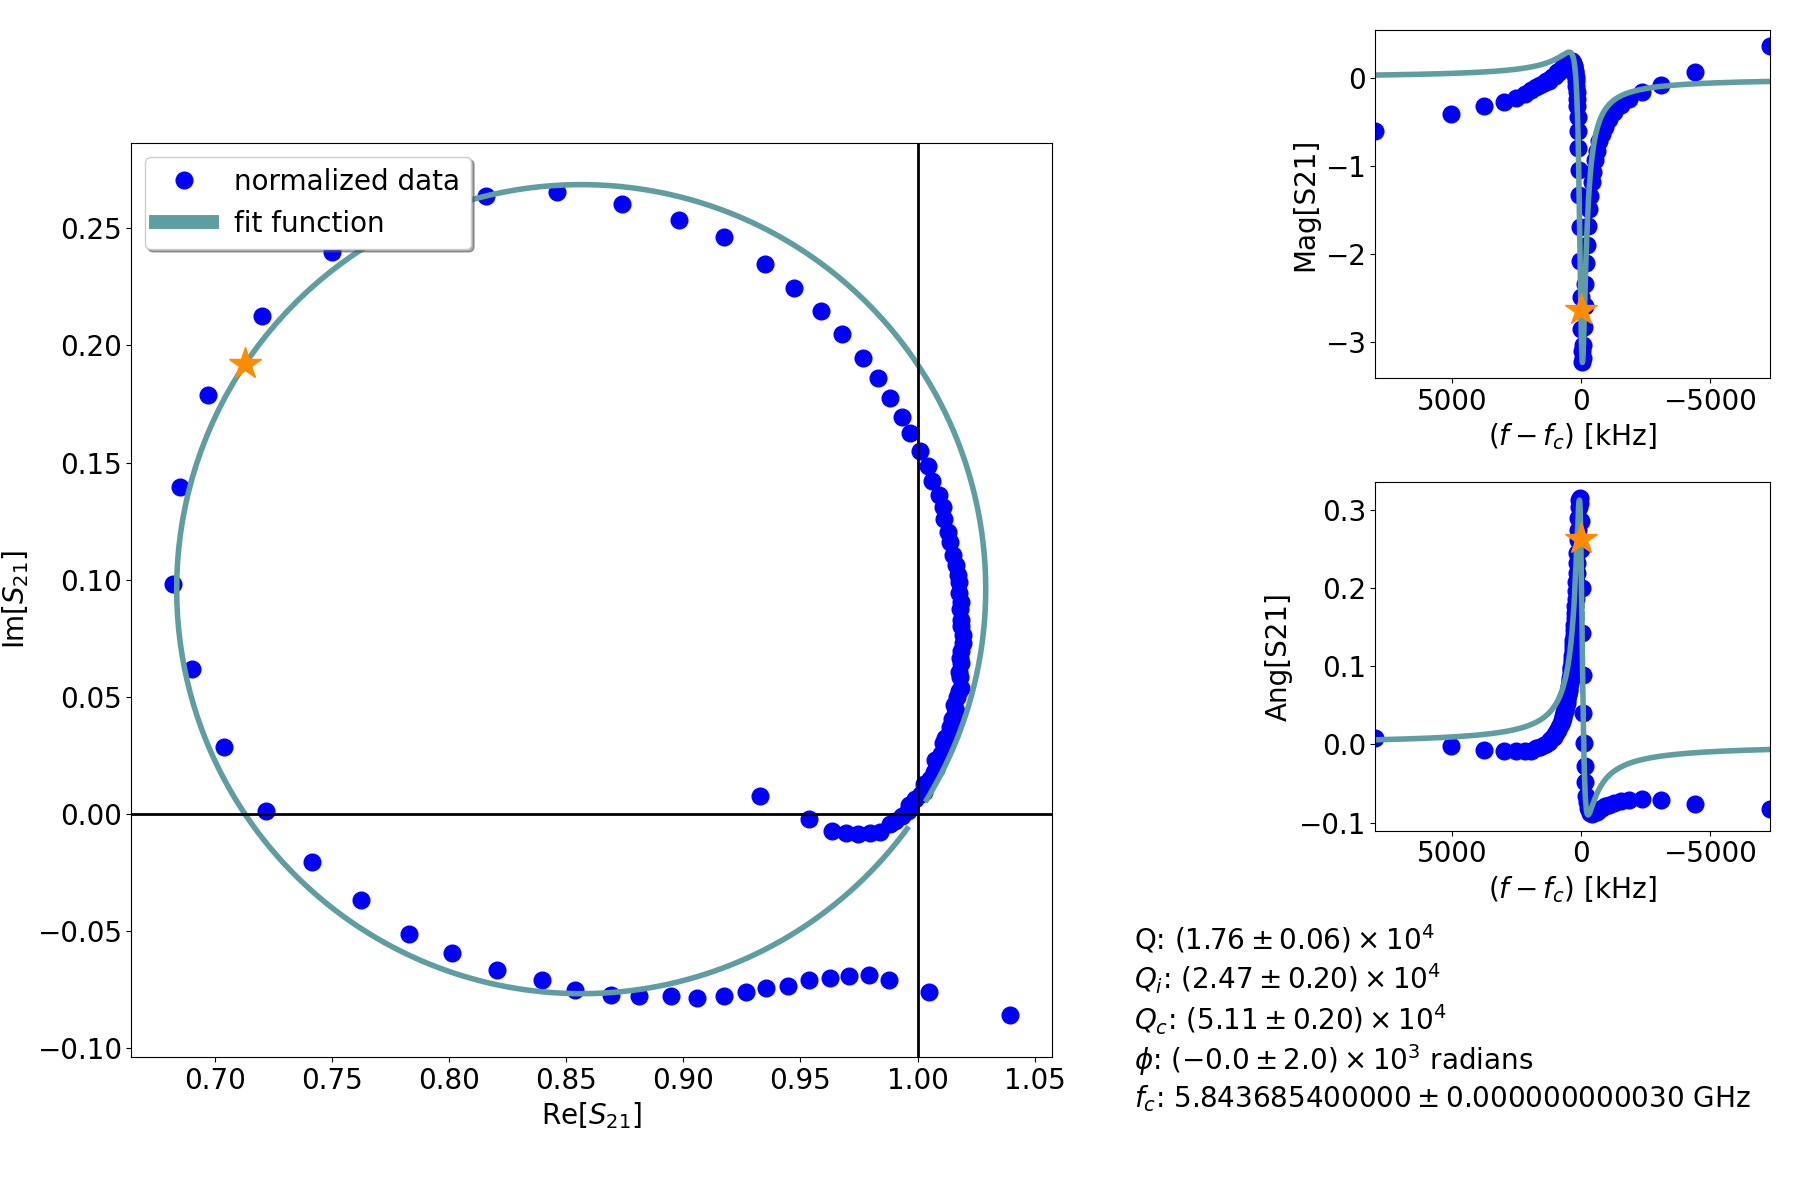 normalized data
fit function
0.25
0.20
0.15
0.10
0.05
0.00
−0.05
−0.10
Im[S21]
0.70 0.75 0.80 0.85 0.90 0.95 1.00 1.05
Re[S21]
0
−1
−2
−3
Mag[S21]
5000 0 −5000
(f − fc) [kHz]
0.3
0.2
0.1
0.0
−0.1
Ang[S21]
5000 0 −5000
(f − fc) [kHz]
Q: (1.76 ± 0.06) × 10⁴
Qi: (2.47 ± 0.20) × 10⁴
Qc: (5.11 ± 0.20) × 10⁴
ϕ: (−0.0 ± 2.0) × 10³ radians
fc: 5.843685400000 ± 0.000000000030 GHz